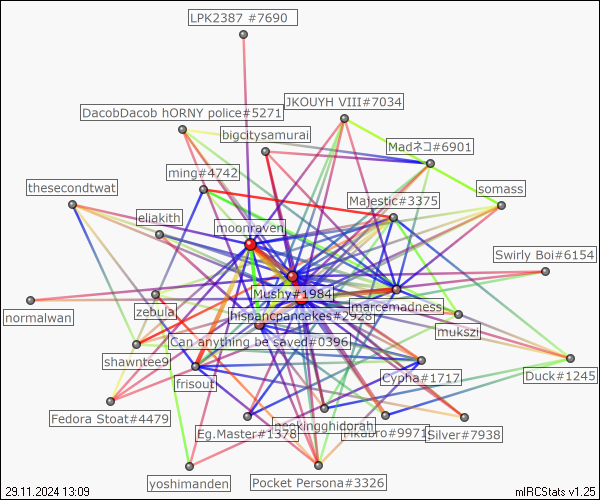 LPK2387 #7690
JKOUYH VIII#7034
DacobDacob hORNY police#5271
bigcitysamurai
Madネコ#6901
ming#4742
thesecondtwat
somass
Majestic#3375
eliakith
moonraven
Swirly Boi#6154
Mushy#1984
marcemadness
normalwan
zebula
hispancpancakes#2928
mukszi
Can anything be saved#0396
shawntee9
frisout
Cypha#1717
Duck#1245
Fedora Stoat#4479
Eg.Master#1378
Silver#7938
yoshimanden
Pocket Persona#3326
29.11.2024 13:09
mIRCStats v1.25